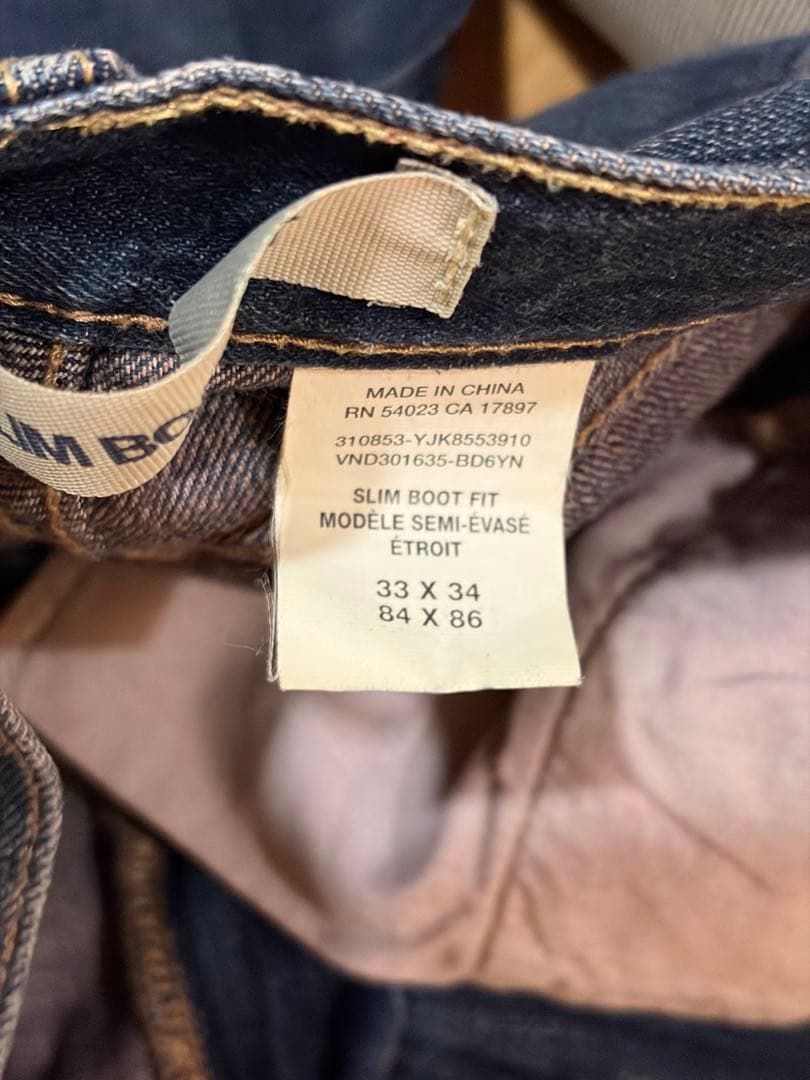 MADE IN CHINA
RN 54023 CA 17897
310853-YJK8553910
VND301635-BD6YN
SLIM BOOT FIT
MODÈLE SEMI-ÉVASÉ
ÉTROIT
33 X 34
84 X 86